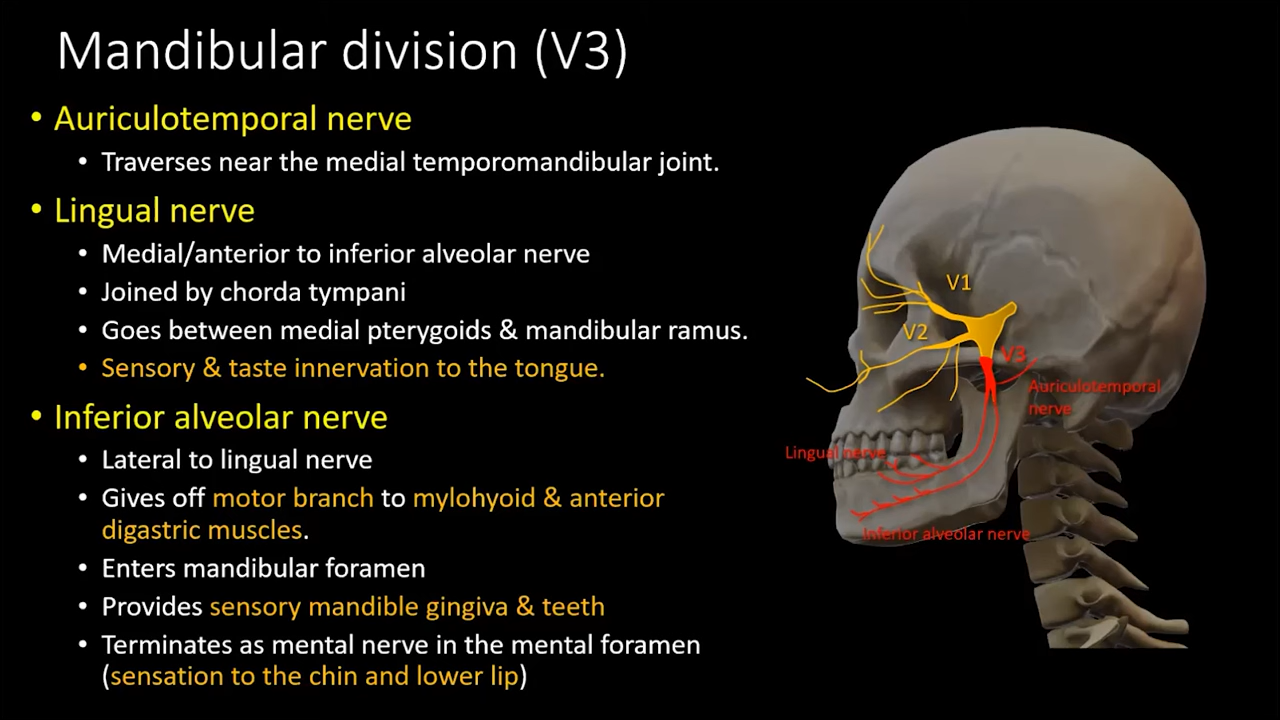 Mandibular division (V3)
• Auriculotemporal nerve
• Traverses near the medial temporomandibular joint.
• Lingual nerve
• Medial/anterior to inferior alveolar nerve
• Joined by chorda tympani
• Goes between medial pterygoids & mandibular ramus.
• Sensory & taste innervation to the tongue.
• Inferior alveolar nerve
• Lateral to lingual nerve
• Gives off motor branch to mylohyoid & anterior
digastric muscles.
• Enters mandibular foramen
• Provides sensory mandible gingiva & teeth
• Terminates as mental nerve in the mental foramen
(sensation to the chin and lower lip)
V1
V2
V3
Auriculotemporal
nerve
Lingual nerve
Inferior alveolar nerve